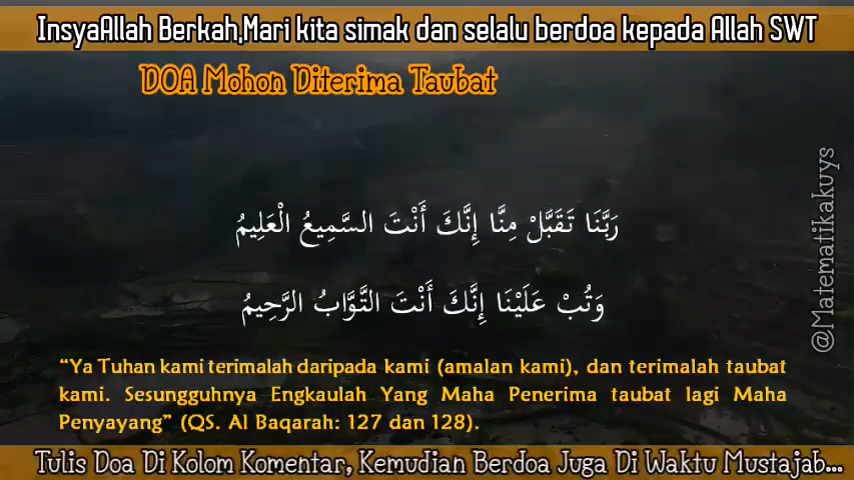 InsyaAllah Berkah,Mari kita simak dan selalu berdoa kepada Allah SWT
DOA Mohon Diterima Taubat
رَبَّنَا تَقَبَّلْ مِنَّا إِنَّكَ أَنْتَ السَّمِيعُ الْعَلِيمُ
وَتُبْ عَلَيْنَا إِنَّكَ أَنْتَ التَّوَّابُ الرَّحِيمُ
“Ya Tuhan kami terimalah daripada kami (amalan kami), dan terimalah taubat
kami. Sesungguhnya Engkaulah Yang Maha Penerima taubat lagi Maha
Penyayang” (QS. Al Baqarah: 127 dan 128).
Tulis Doa Di Kolom Komentar, Kemudian Berdoa Juga Di Waktu Mustajab...
@Matematikakuys